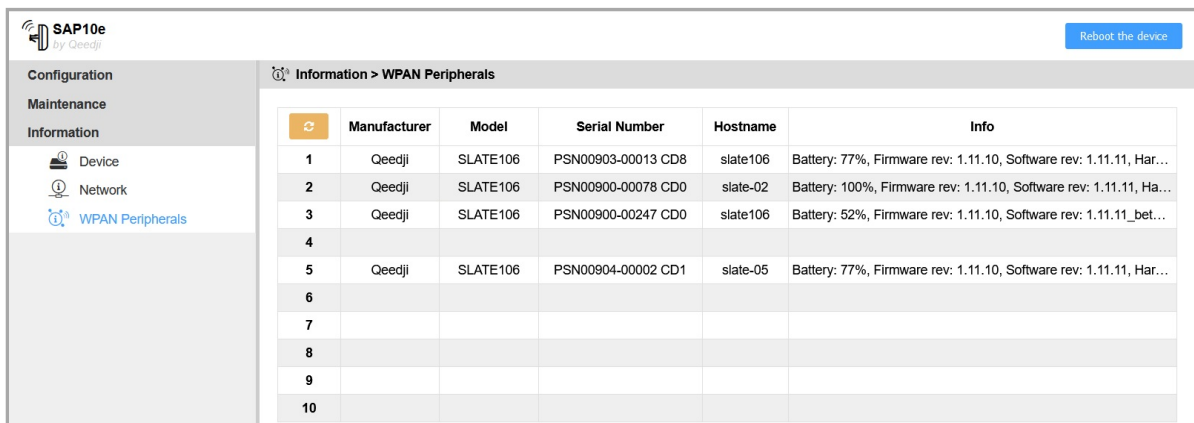 SAP10e
by Qeedji
Reboot the device
Configuration
Maintenance
Information
Device
Network
WPAN Peripherals
Information > WPAN Peripherals
Manufacturer Model Serial Number Hostname Info
1 Qeedji SLATE106 PSN00903-00013 CD8 slate106 Battery: 77%, Firmware rev: 1.11.10, Software rev: 1.11.11, Har...
2 Qeedji SLATE106 PSN00900-00078 CD0 slate-02 Battery: 100%, Firmware rev: 1.11.10, Software rev: 1.11.11, Ha...
3 Qeedji SLATE106 PSN00900-00247 CD0 slate106 Battery: 52%, Firmware rev: 1.11.10, Software rev: 1.11.11_bet...
4
5 Qeedji SLATE106 PSN00904-00002 CD1 slate-05 Battery: 77%, Firmware rev: 1.11.10, Software rev: 1.11.11, Har...
6
7
8
9
10